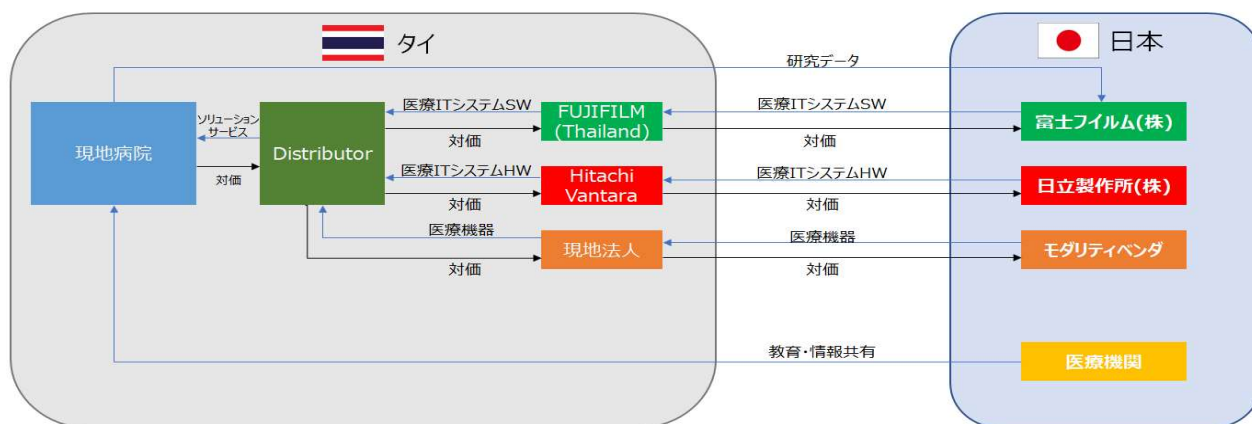 タイ
日本
研究データ
医療ITシステムSW
FUJIFILM
(Thailand)
医療ITシステムSW
富士フイルム(株)
ソリューション
サービス
対価
対価
現地病院
Distributor
対価
医療ITシステムHW
Hitachi
Vantara
医療ITシステムHW
日立製作所(株)
対価
対価
医療機器
現地法人
医療機器
モダリティベンダ
対価
対価
教育・情報共有
医療機関